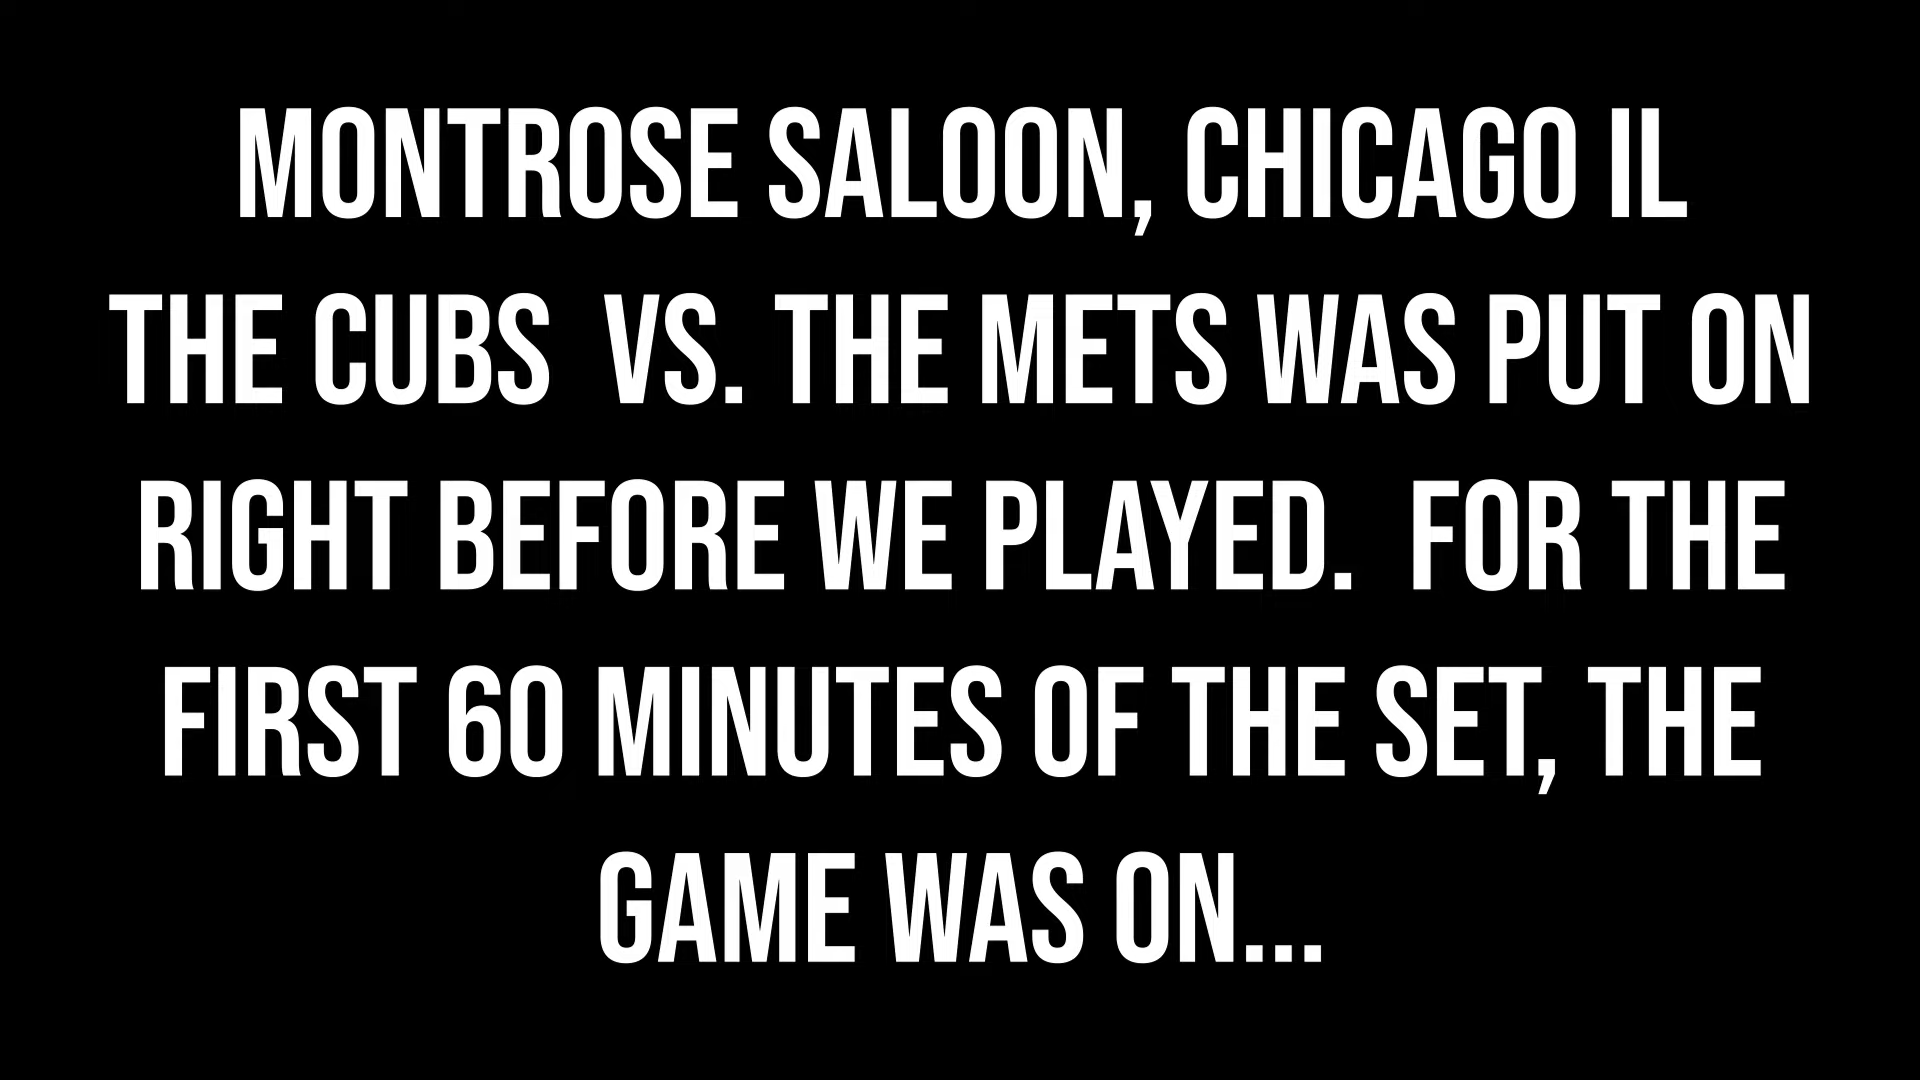 MONTROSE SALOON, CHICAGO IL
THE CUBS  VS. THE METS WAS PUT ON
RIGHT BEFORE WE PLAYED.  FOR THE
FIRST 60 MINUTES OF THE SET, THE
GAME WAS ON...